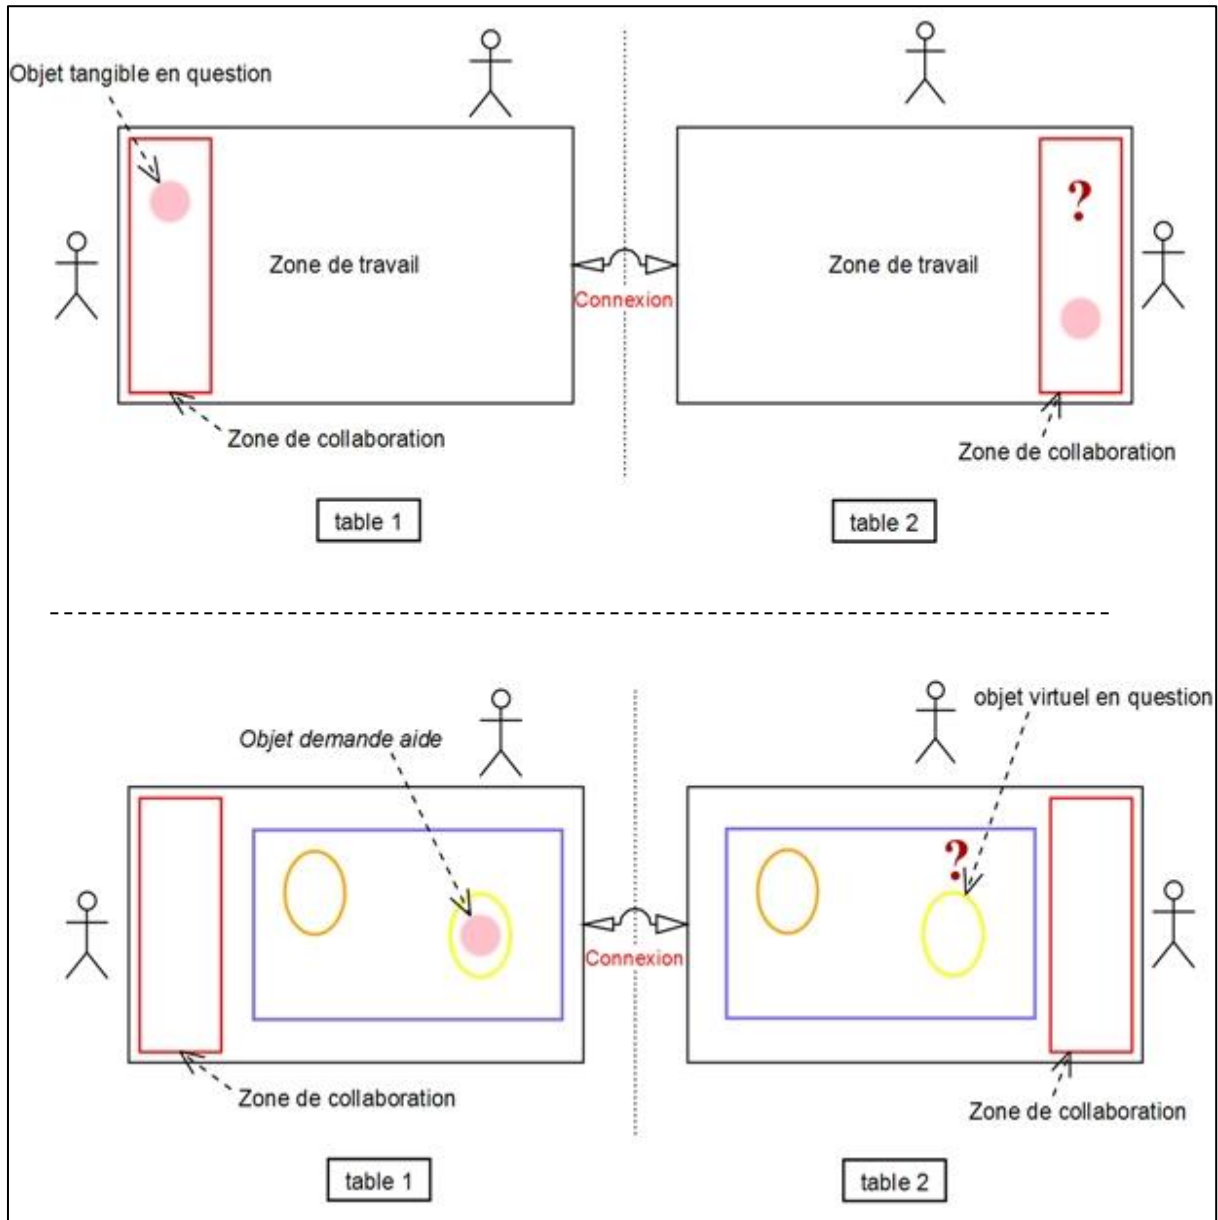 Objet tangible en question
?
Zone de travail
Zone de travail
Connexion
Zone de collaboration
Zone de collaboration
table 1
table 2
objet virtuel en question
Objet demande aide
?
Connexion
Zone de collaboration
Zone de collaboration
table 1
table 2